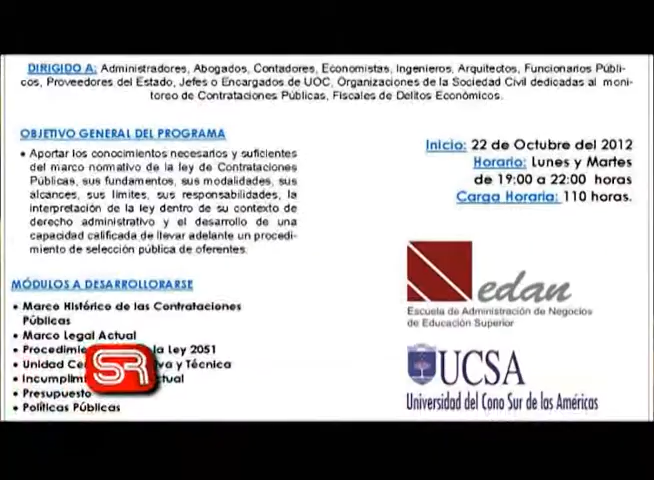 DIRIGIDO A: Administradores, Abogados, Contadores, Economistas, Ingenieros, Arquitectos, Funcionarios Públi-
cos, Proveedores del Estado, Jefes o Encargados de UOC, Organizaciones de la Sociedad Civil dedicadas al moni-
toreo de Contrataciones Públicas, Fiscales de Delitos Económicos.
OBJETIVO GENERAL DEL PROGRAMA
• Aportar los conocimientos necesarios y suficientes
del marco normativo de la ley de Contrataciones
Públicas, sus fundamentos, sus modalidades, sus
alcances, sus límites, sus responsabilidades, la
interpretación de la ley dentro de su contexto de
derecho administrativo y el desarrollo de una
capacidad calificada de llevar adelante un procedi-
miento de selección pública de oferentes.
MÓDULOS A DESARROLLORARSE
• Marco Histórico de las Contrataciones
Públicas
• Marco Legal Actual
• Procedimie la Ley 2051
• Unidad Ce va y Técnica
• Incumplim tual
• Presupuesto
• Políticas Públicas
SR
Inicio: 22 de Octubre del 2012
Horario: Lunes y Martes
de 19:00 a 22:00 horas
Carga Horaria: 110 horas.
edan
Escuela de Administración de Negocios
de Educación Superior
UCSA
Universidad del Cono Sur de las Américas